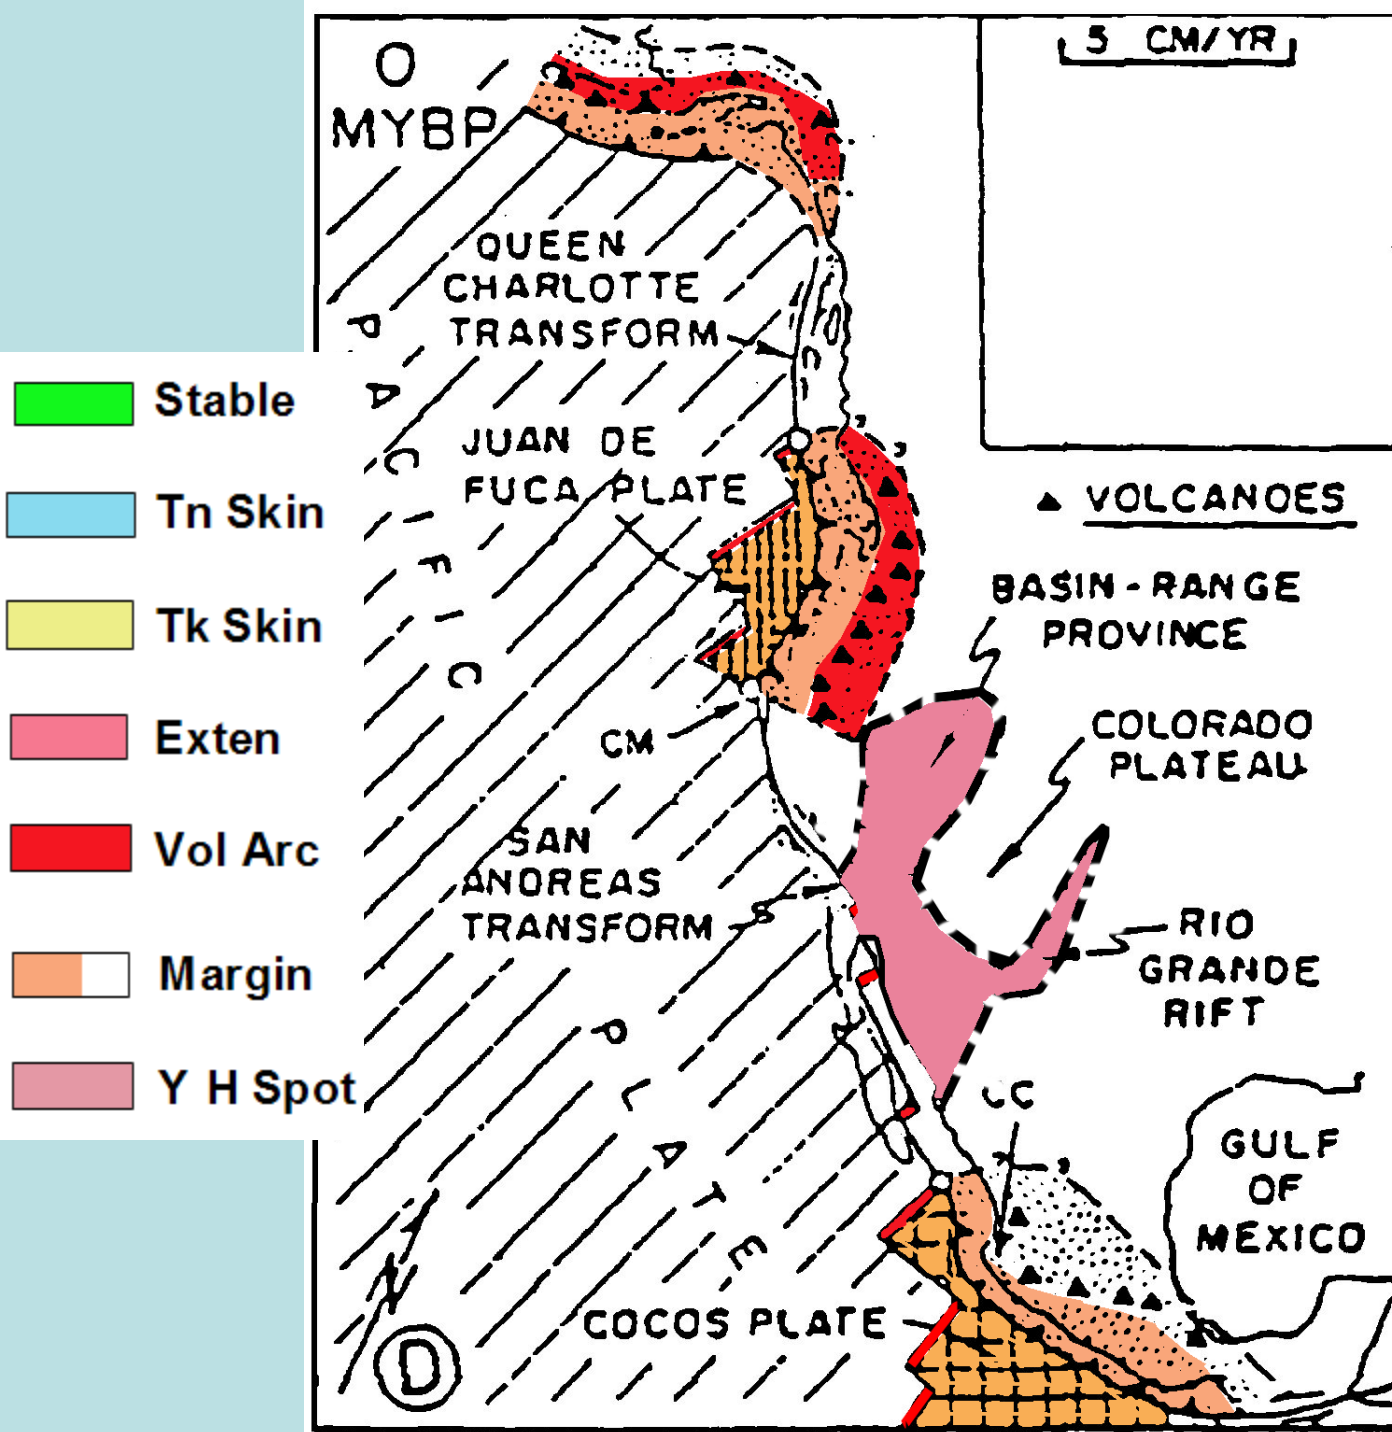 O
MYBP
5 CM/YR
QUEEN
CHARLOTTE
TRANSFORM
PACIFIC
Stable
JUAN DE
FUCA PLATE
VOLCANOES
Tn Skin
BASIN-RANGE
PROVINCE
Tk Skin
COLORADO
PLATEAU
CM
Exten
SAN
ANDREAS
TRANSFORM
Vol Arc
RIO
GRANDE
RIFT
Margin
PLATE
Y H Spot
CC
GULF
OF
MEXICO
N
COCOS PLATE
D